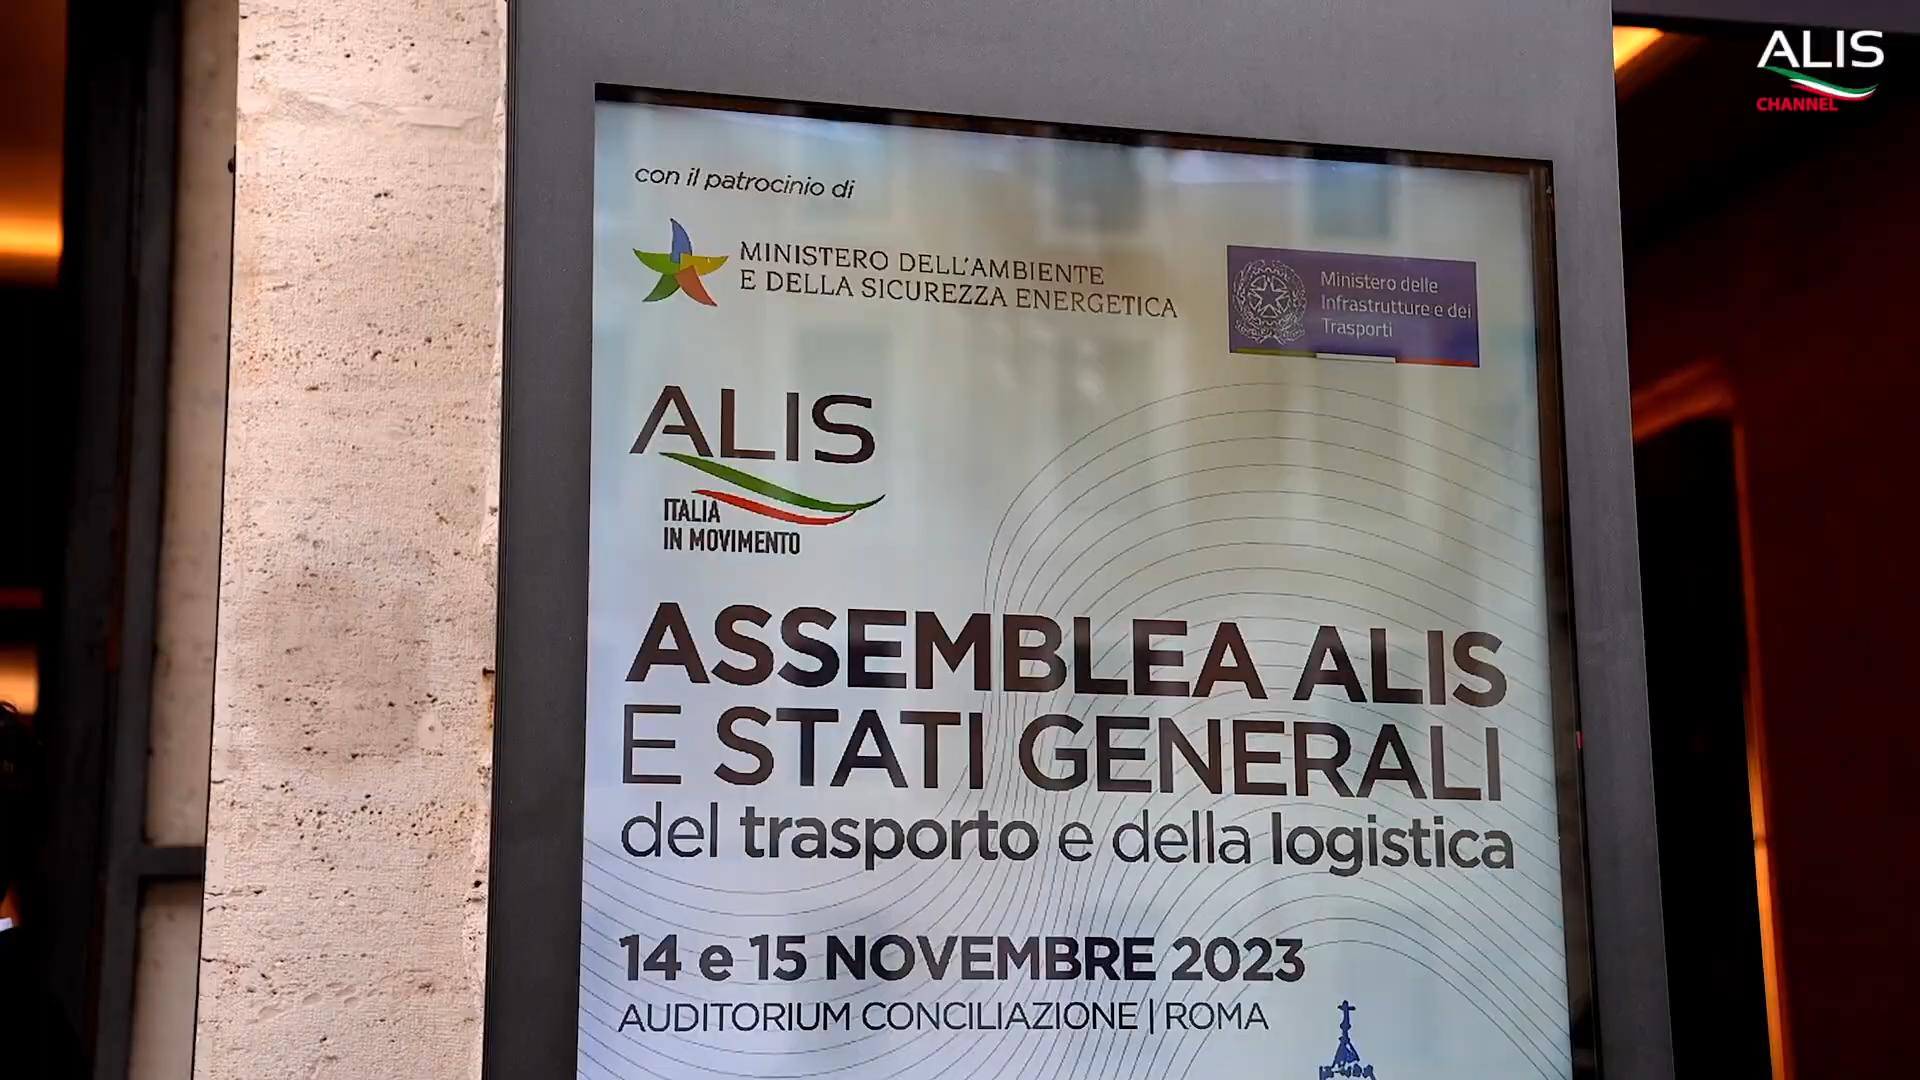 ALIS
CHANNEL
con il patrocinio di
MINISTERO DELL'AMBIENTE
E DELLA SICUREZZA ENERGETICA
Ministero delle
Infrastrutture e dei
Trasporti
ALIS
ITALIA
IN MOVIMENTO
ASSEMBLEA ALIS
E STATI GENERALI
del trasporto e della logistica
14 e 15 NOVEMBRE 2023
AUDITORIUM CONCILIAZIONE | ROMA